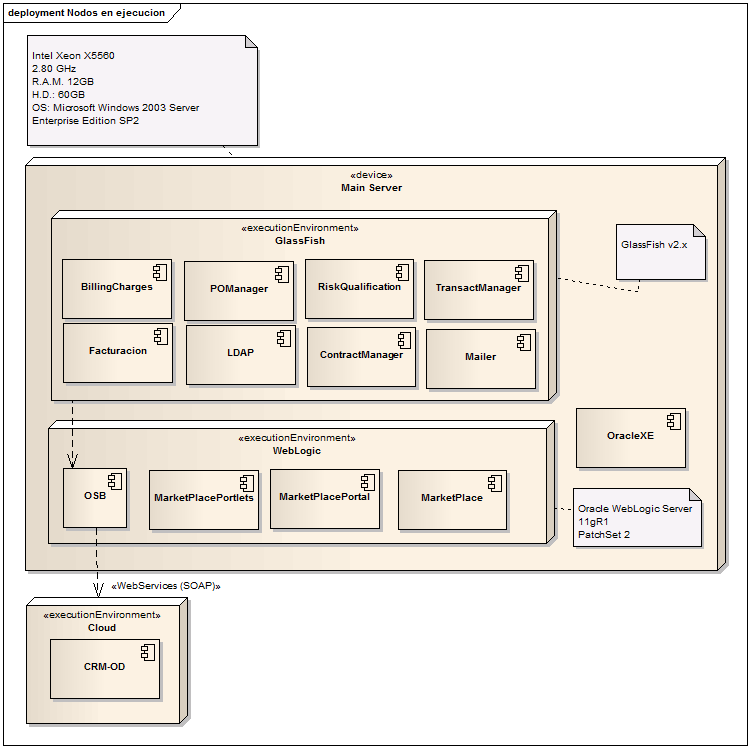 deployment Nodos en ejecucion
Intel Xeon X5560
2.80 GHz
R.A.M. 12GB
H.D.: 60GB
OS: Microsoft Windows 2003 Server
Enterprise Edition SP2
«device»
Main Server
«executionEnvironment»
GlassFish
GlassFish v2.x
BillingCharges
POManager
RiskQualification
TransactManager
Facturacion
LDAP
ContractManager
Mailer
OracleXE
«executionEnvironment»
WebLogic
OSB
MarketPlacePortlets
MarketPlacePortal
MarketPlace
Oracle WebLogic Server
11gR1
PatchSet 2
«WebServices (SOAP)»
«executionEnvironment»
Cloud
CRM-OD